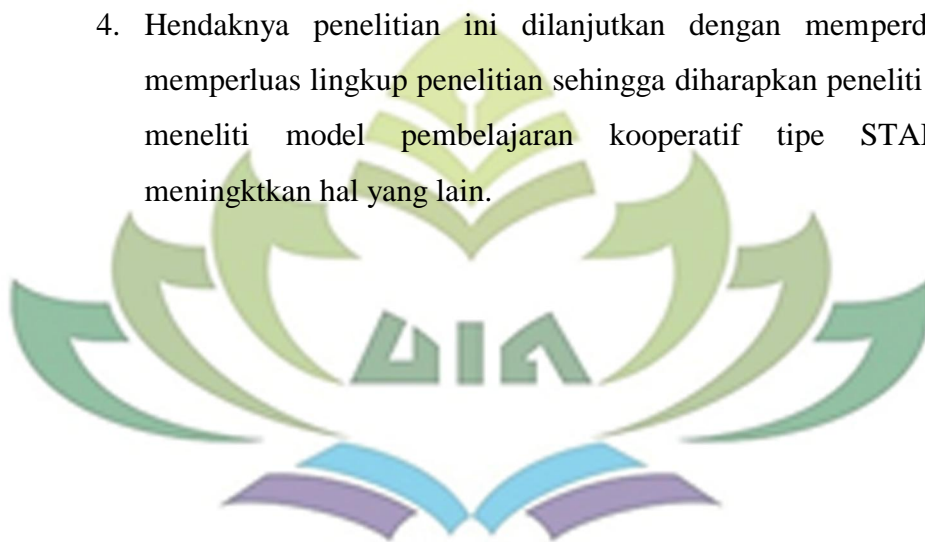 4. Hendaknya penelitian ini dilanjutkan dengan
memperluas lingkup penelitian sehingga diharapkan peneliti
meneliti model pembelajaran kooperatif tipe
meningktkan hal yang lain.
UIN